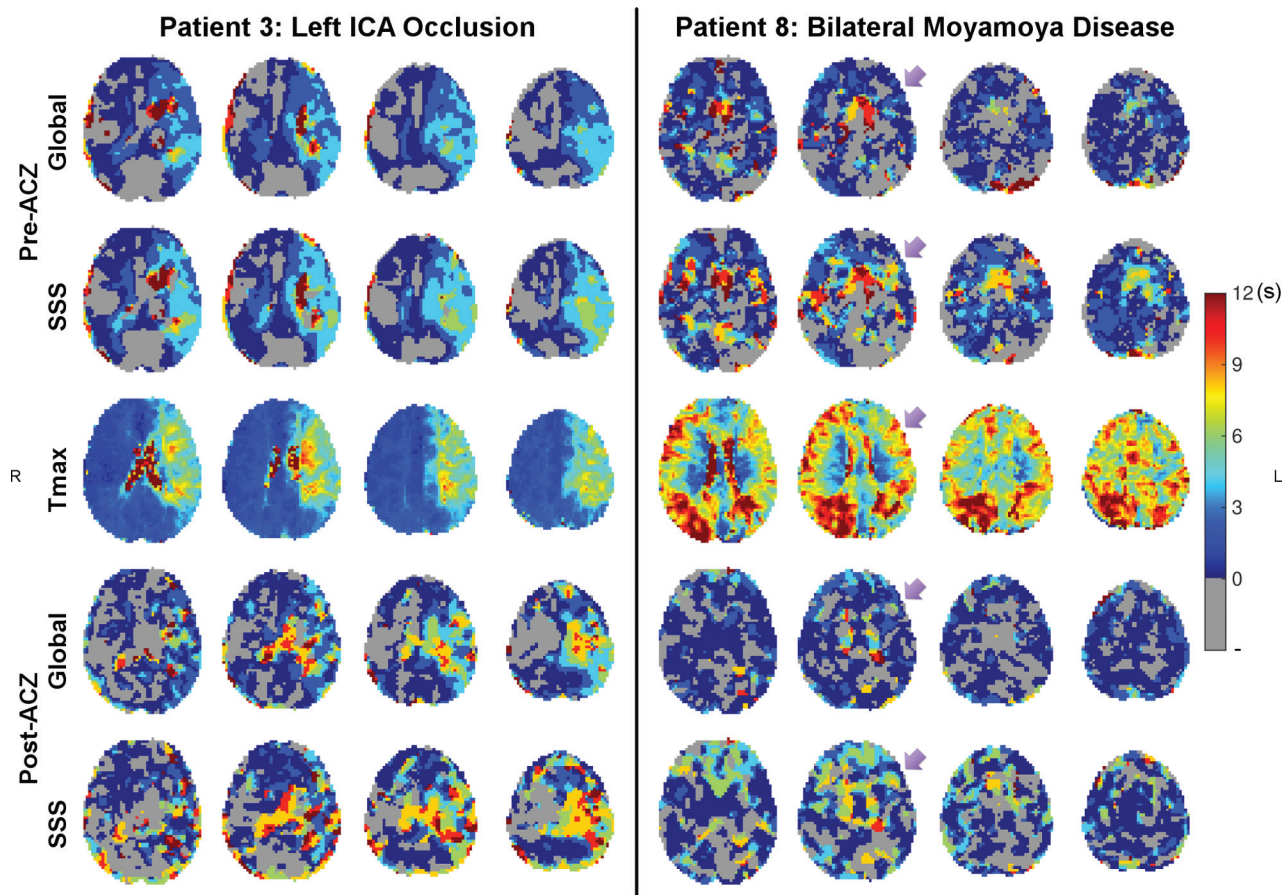 Patient 3: Left ICA Occlusion
Patient 8: Bilateral Moyamoya Disease
Pre-ACZ
Global
SSS
Tmax
R
L
Post-ACZ
Global
SSS
12 (s)
9
6
3
0
-